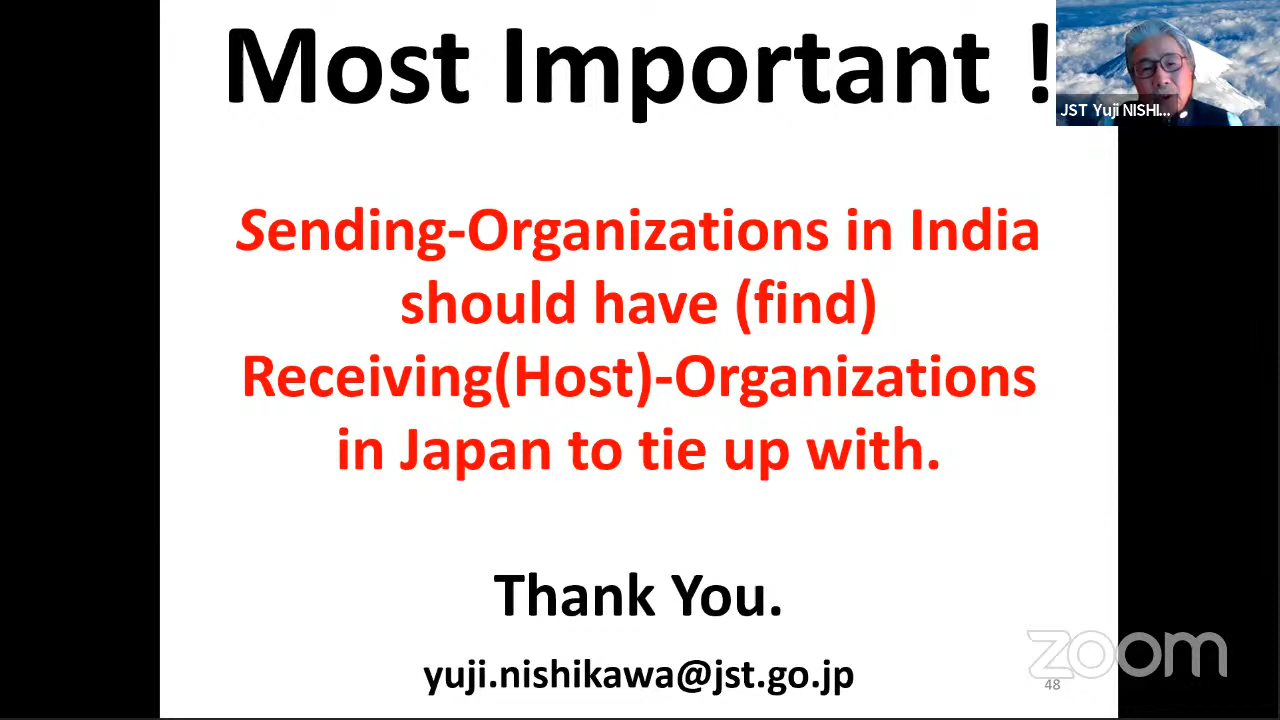 Most Important !
JST Yuji NISHI...
Sending-Organizations in India
should have (find)
Receiving(Host)-Organizations
in Japan to tie up with.
Thank You.
yuji.nishikawa@jst.go.jp
zoom
48